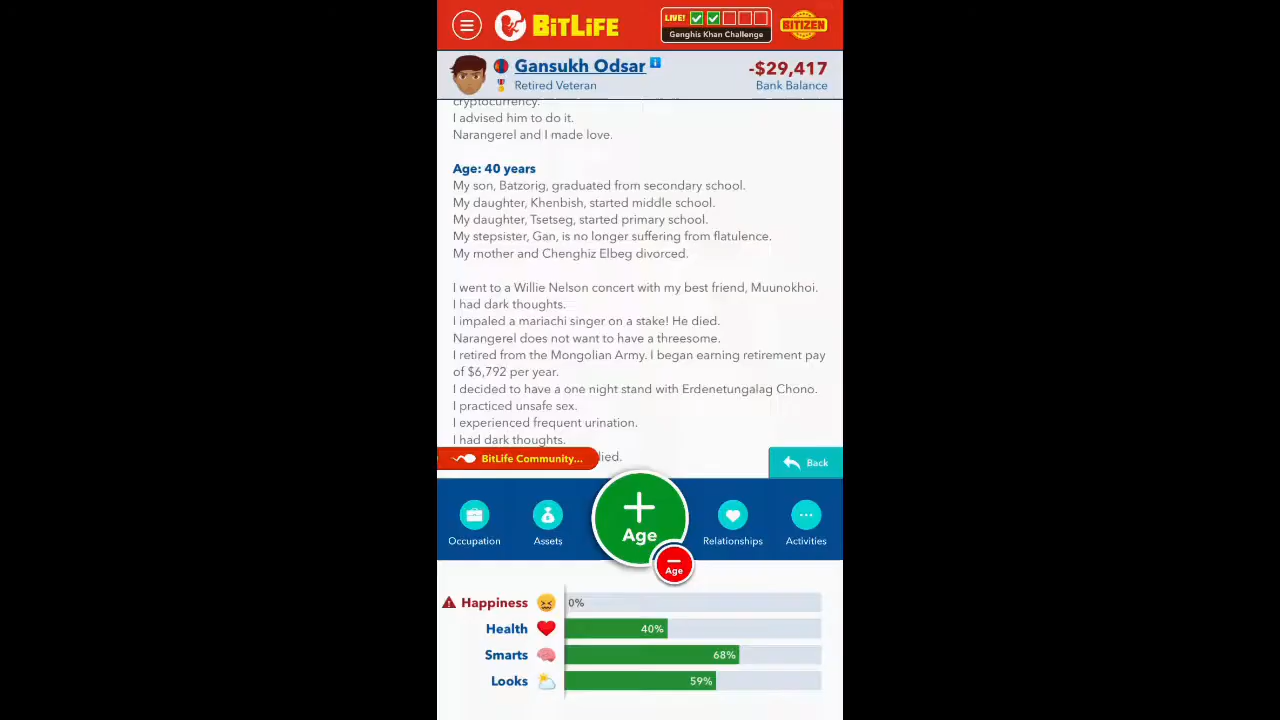 BITLIFE
LIVE!
Genghis Khan Challenge
BITIZEN
Gansukh Odsar
-$29,417
Retired Veteran
Bank Balance
cryptocurrency.
I advised him to do it.
Narangerel and I made love.
Age: 40 years
My son, Batzorig, graduated from secondary school.
My daughter, Khenbish, started middle school.
My daughter, Tsetseg, started primary school.
My stepsister, Gan, is no longer suffering from flatulence.
My mother and Chenghiz Elbeg divorced.
I went to a Willie Nelson concert with my best friend, Muunokhoi.
I had dark thoughts.
I impaled a mariachi singer on a stake! He died.
Narangerel does not want to have a threesome.
I retired from the Mongolian Army. I began earning retirement pay
of $6,792 per year.
I decided to have a one night stand with Erdenetungalag Chono.
I practiced unsafe sex.
I experienced frequent urination.
I had dark thoughts.
BitLife Community...
Back
Occupation
Assets
+ Age
Relationships
Activities
− Age
Happiness 0%
Health 40%
Smarts 68%
Looks 59%